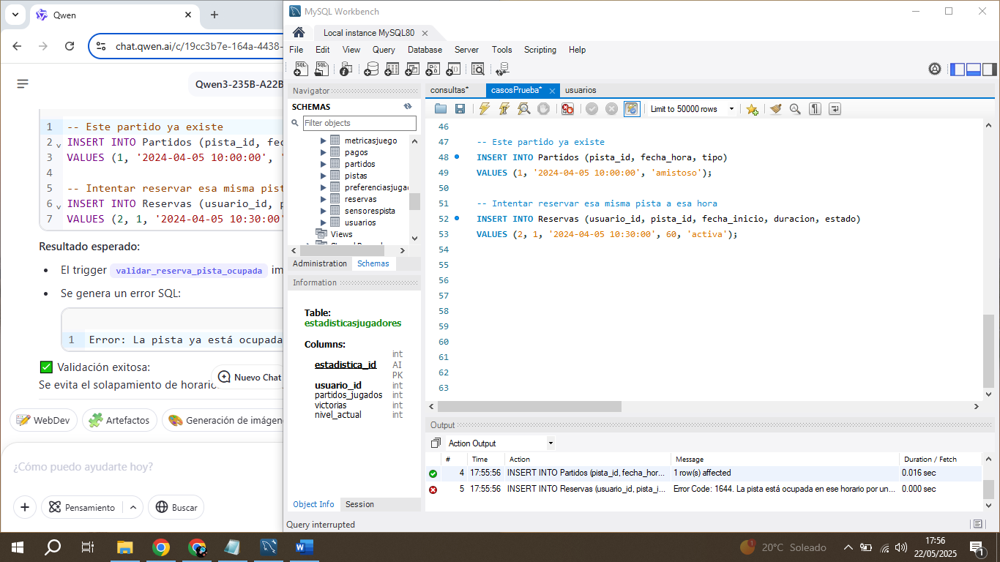 Qwen
chat.qwen.ai/c/19cc3b7e-164a-4438-
Qwen3-235B-A22B
1 -- Este partido ya existe
2 INSERT INTO Partidos (pista_id, fec
3 VALUES (1, '2024-04-05 10:00:00', '
4
5 -- Intentar reservar esa misma pist
6 INSERT INTO Reservas (usuario_id, p
7 VALUES (2, 1, '2024-04-05 10:30:00'
Resultado esperado:
El trigger validar_reserva_pista_ocupada im
Se genera un error SQL:
1 Error: La pista ya está ocupada
Validación exitosa:
Se evita el solapamiento de horario
Nuevo Chat
WebDev
Artefactos
Generación de imágen
¿Cómo puedo ayudarte hoy?
Pensamiento
Buscar
MySQL Workbench
Local instance MySQL80
File Edit View Query Database Server Tools Scripting Help
Navigator
SCHEMAS
Filter objects
metricasjuego
pagos
partidos
pistas
preferenciasjuga
reservas
sensorespista
usuarios
Views
Administration Schemas
Information
Table:
estadisticasjugadores
Columns:
int
estadistica_id AI
PK
usuario_id int
partidos_jugados int
victorias int
nivel_actual int
Object Info Session
Query interrupted
consultas* casosPrueba* usuarios
Limit to 50000 rows
46
47 -- Este partido ya existe
48 INSERT INTO Partidos (pista_id, fecha_hora, tipo)
49 VALUES (1, '2024-04-05 10:00:00', 'amistoso');
50
51 -- Intentar reservar esa misma pista a esa hora
52 INSERT INTO Reservas (usuario_id, pista_id, fecha_inicio, duracion, estado)
53 VALUES (2, 1, '2024-04-05 10:30:00', 60, 'activa');
54
55
56
57
58
59
60
61
62
63
Output
Action Output
# Time Action Message Duration / Fetch
4 17:55:56 INSERT INTO Partidos (pista_id, fecha_hor... 1 row(s) affected 0.016 sec
5 17:55:56 INSERT INTO Reservas (usuario_id, pista_i... Error Code: 1644. La pista está ocupada en ese horario por un... 0.000 sec
20°C Soleado
17:56
22/05/2025
1